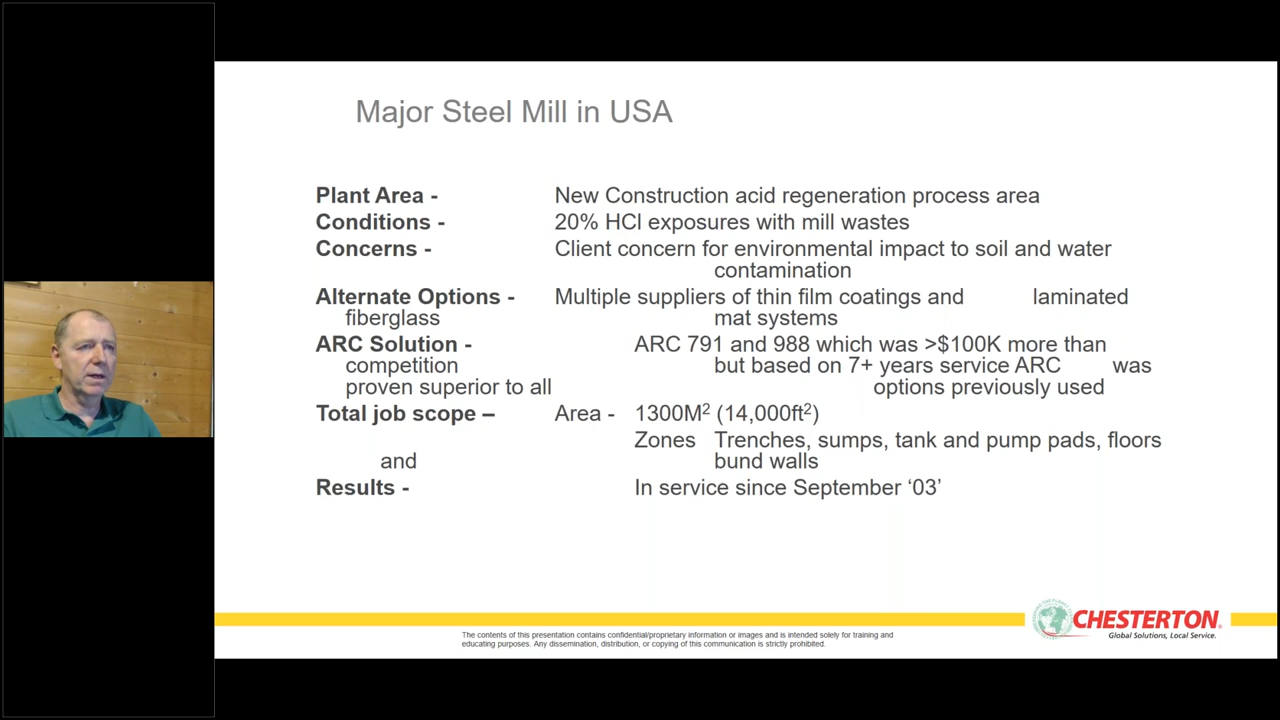 Major Steel Mill in USA
Plant Area - New Construction acid regeneration process area
Conditions - 20% HCl exposures with mill wastes
Concerns - Client concern for environmental impact to soil and water
contamination
Alternate Options - Multiple suppliers of thin film coatings and laminated
fiberglass mat systems
ARC Solution - ARC 791 and 988 which was >$100K more than
competition but based on 7+ years service ARC was
proven superior to all options previously used
Total job scope – Area - 1300M² (14,000ft²)
Zones Trenches, sumps, tank and pump pads, floors
and bund walls
Results - In service since September ‘03’
CHESTERTON
Global Solutions, Local Service.
The contents of this presentation contains confidential/proprietary information or images and is intended solely for training and
educating purposes. Any dissemination, distribution, or copying of this communication is strictly prohibited.